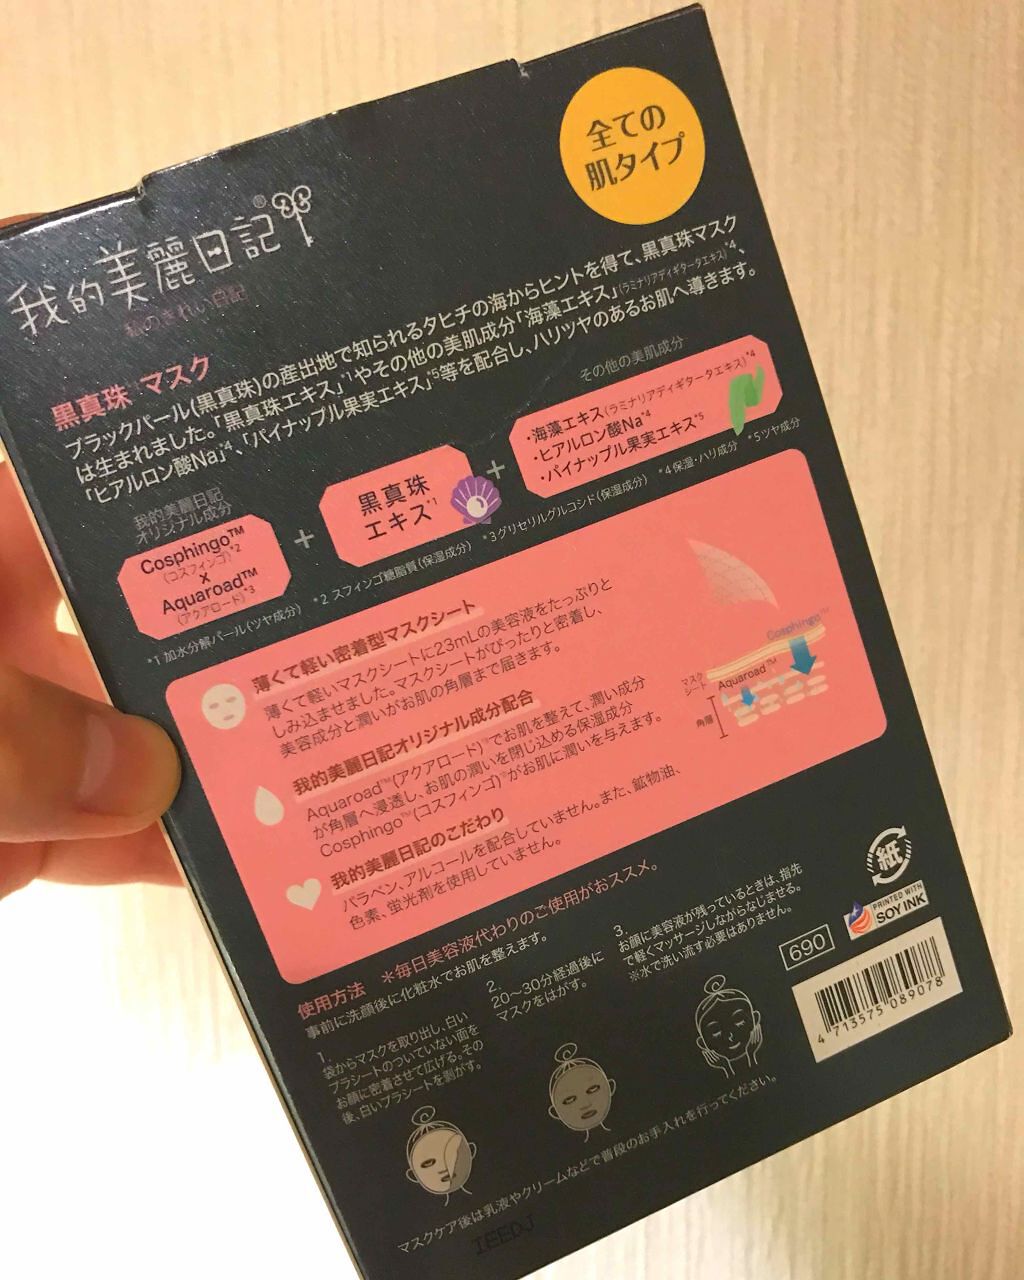 全ての
肌タイプ
我的美麗日記®
私のきれい日記
黒真珠 マスク
ブラックパール(黒真珠)の産出地で知られるタヒチの海からヒントを得て、黒真珠マスク
は生まれました。「黒真珠エキス」*1やその他の美肌成分「海藻エキス」(ラミナリアディギタータエキス)*4、
「ヒアルロン酸Na」*4、「パイナップル果実エキス」*5等を配合し、ハリツヤのあるお肌へ導きます。
我的美麗日記
オリジナル成分
Cosphingo™
(コスフィンゴ)*2
x
Aquaroad™
(アクアロード)*3
+
黒真珠
エキス*1
+
その他の美肌成分
・海藻エキス(ラミナリアディギタータエキス)*4
・ヒアルロン酸Na*4
・パイナップル果実エキス*5
*1 加水分解パール(ツヤ成分) *2 スフィンゴ糖脂質(保湿成分) *3 グリセリルグルコシド(保湿成分) *4 保湿・ハリ成分 *5 ツヤ成分
薄くて軽い密着型マスクシート
薄くて軽いマスクシートに23mLの美容液をたっぷりと
しみ込ませました。マスクシートがぴったりと密着し、
美容成分と潤いがお肌の角層まで届きます。
我的美麗日記オリジナル成分配合
Aquaroad™(アクアロード)™でお肌を整えて、潤い成分
が角層へ浸透し、お肌の潤いを閉じ込める保湿成分
Cosphingo™(コスフィンゴ)™がお肌に潤いを与えます。
我的美麗日記のこだわり
パラベン、アルコールを配合していません。また、鉱物油、
色素、蛍光剤を使用していません。
Cosphingo™
マスク
シート
Aquaroad™
角層
使用方法 *毎日美容液代わりのご使用がおススメ。
事前に洗顔後に化粧水でお肌を整えます。
1.
袋からマスクを取り出し、白い
プラシートのついていない面を
お顔に密着させて広げる。その
後、白いプラシートを剥がす。
2.
20〜30分経過後に
マスクをはがす。
3.
お顔に美容液が残っているときは、指先
で軽くマッサージしながらなじませる。
※水で洗い流す必要はありません。
マスクケア後は乳液やクリームなどで普段のお手入れを行ってください。
紙
PRINTED WITH
SOY INK
690
4 713575 089078